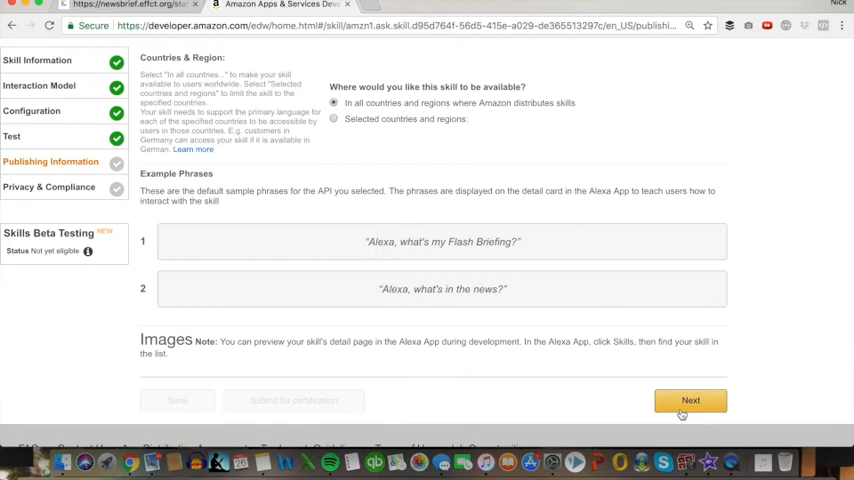 Nick
https://newsbrief.effct.org/sta
Amazon Apps & Services Dev
Secure
https://developer.amazon.com/edw/home.html#/skill/amzn1.ask.skill.d95d764f-56d5-415e-a029-de365513297c/en_US/publishi...
Skill Information
Interaction Model
Configuration
Test
Publishing Information
Privacy & Compliance
Skills Beta Testing NEW
Status Not yet eligible
Countries & Region:
Select "In all countries..." to make your skill
available to users worldwide. Select "Selected
countries and regions" to limit the skill to the
specified countries.
Your skill needs to support the primary language for
each of the specified countries to be accessible by
users in those countries. E.g. customers in
Germany can access your skill if it is available in
German. Learn more
Where would you like this skill to be available?
In all countries and regions where Amazon distributes skills
Selected countries and regions:
Example Phrases
These are the default sample phrases for the API you selected. The phrases are displayed on the detail card in the Alexa App to teach users how to
interact with the skill
1 "Alexa, what's my Flash Briefing?"
2 "Alexa, what's in the news?"
Images Note: You can preview your skill's detail page in the Alexa App during development. In the Alexa App, click Skills, then find your skill in
the list.
Save Submit for certification Next